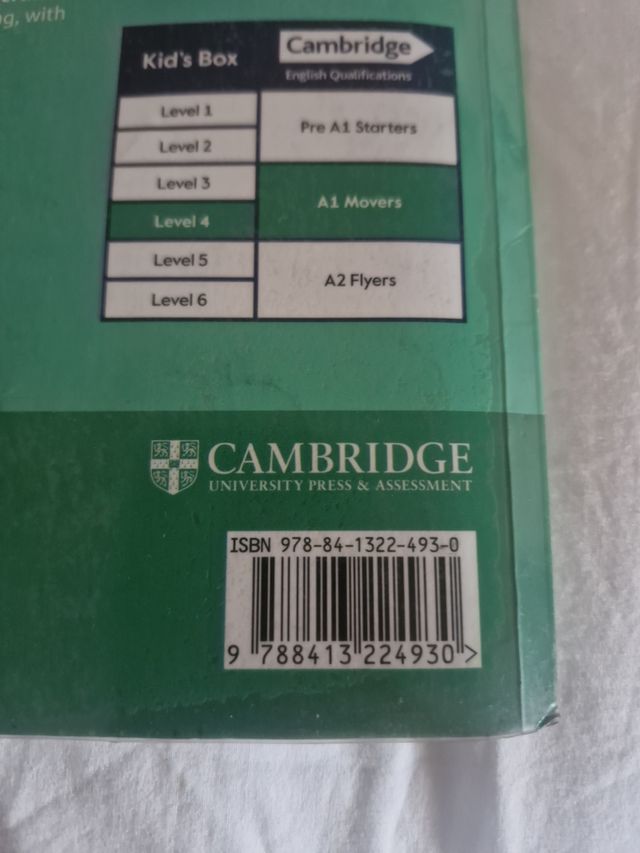 g, with
Kid's Box
Cambridge
English Qualifications
Level 1
Pre A1 Starters
Level 2
Level 3
A1 Movers
Level 4
Level 5
A2 Flyers
Level 6
CAMBRIDGE
UNIVERSITY PRESS & ASSESSMENT
ISBN 978-84-1322-493-0
9 788413 224930 >